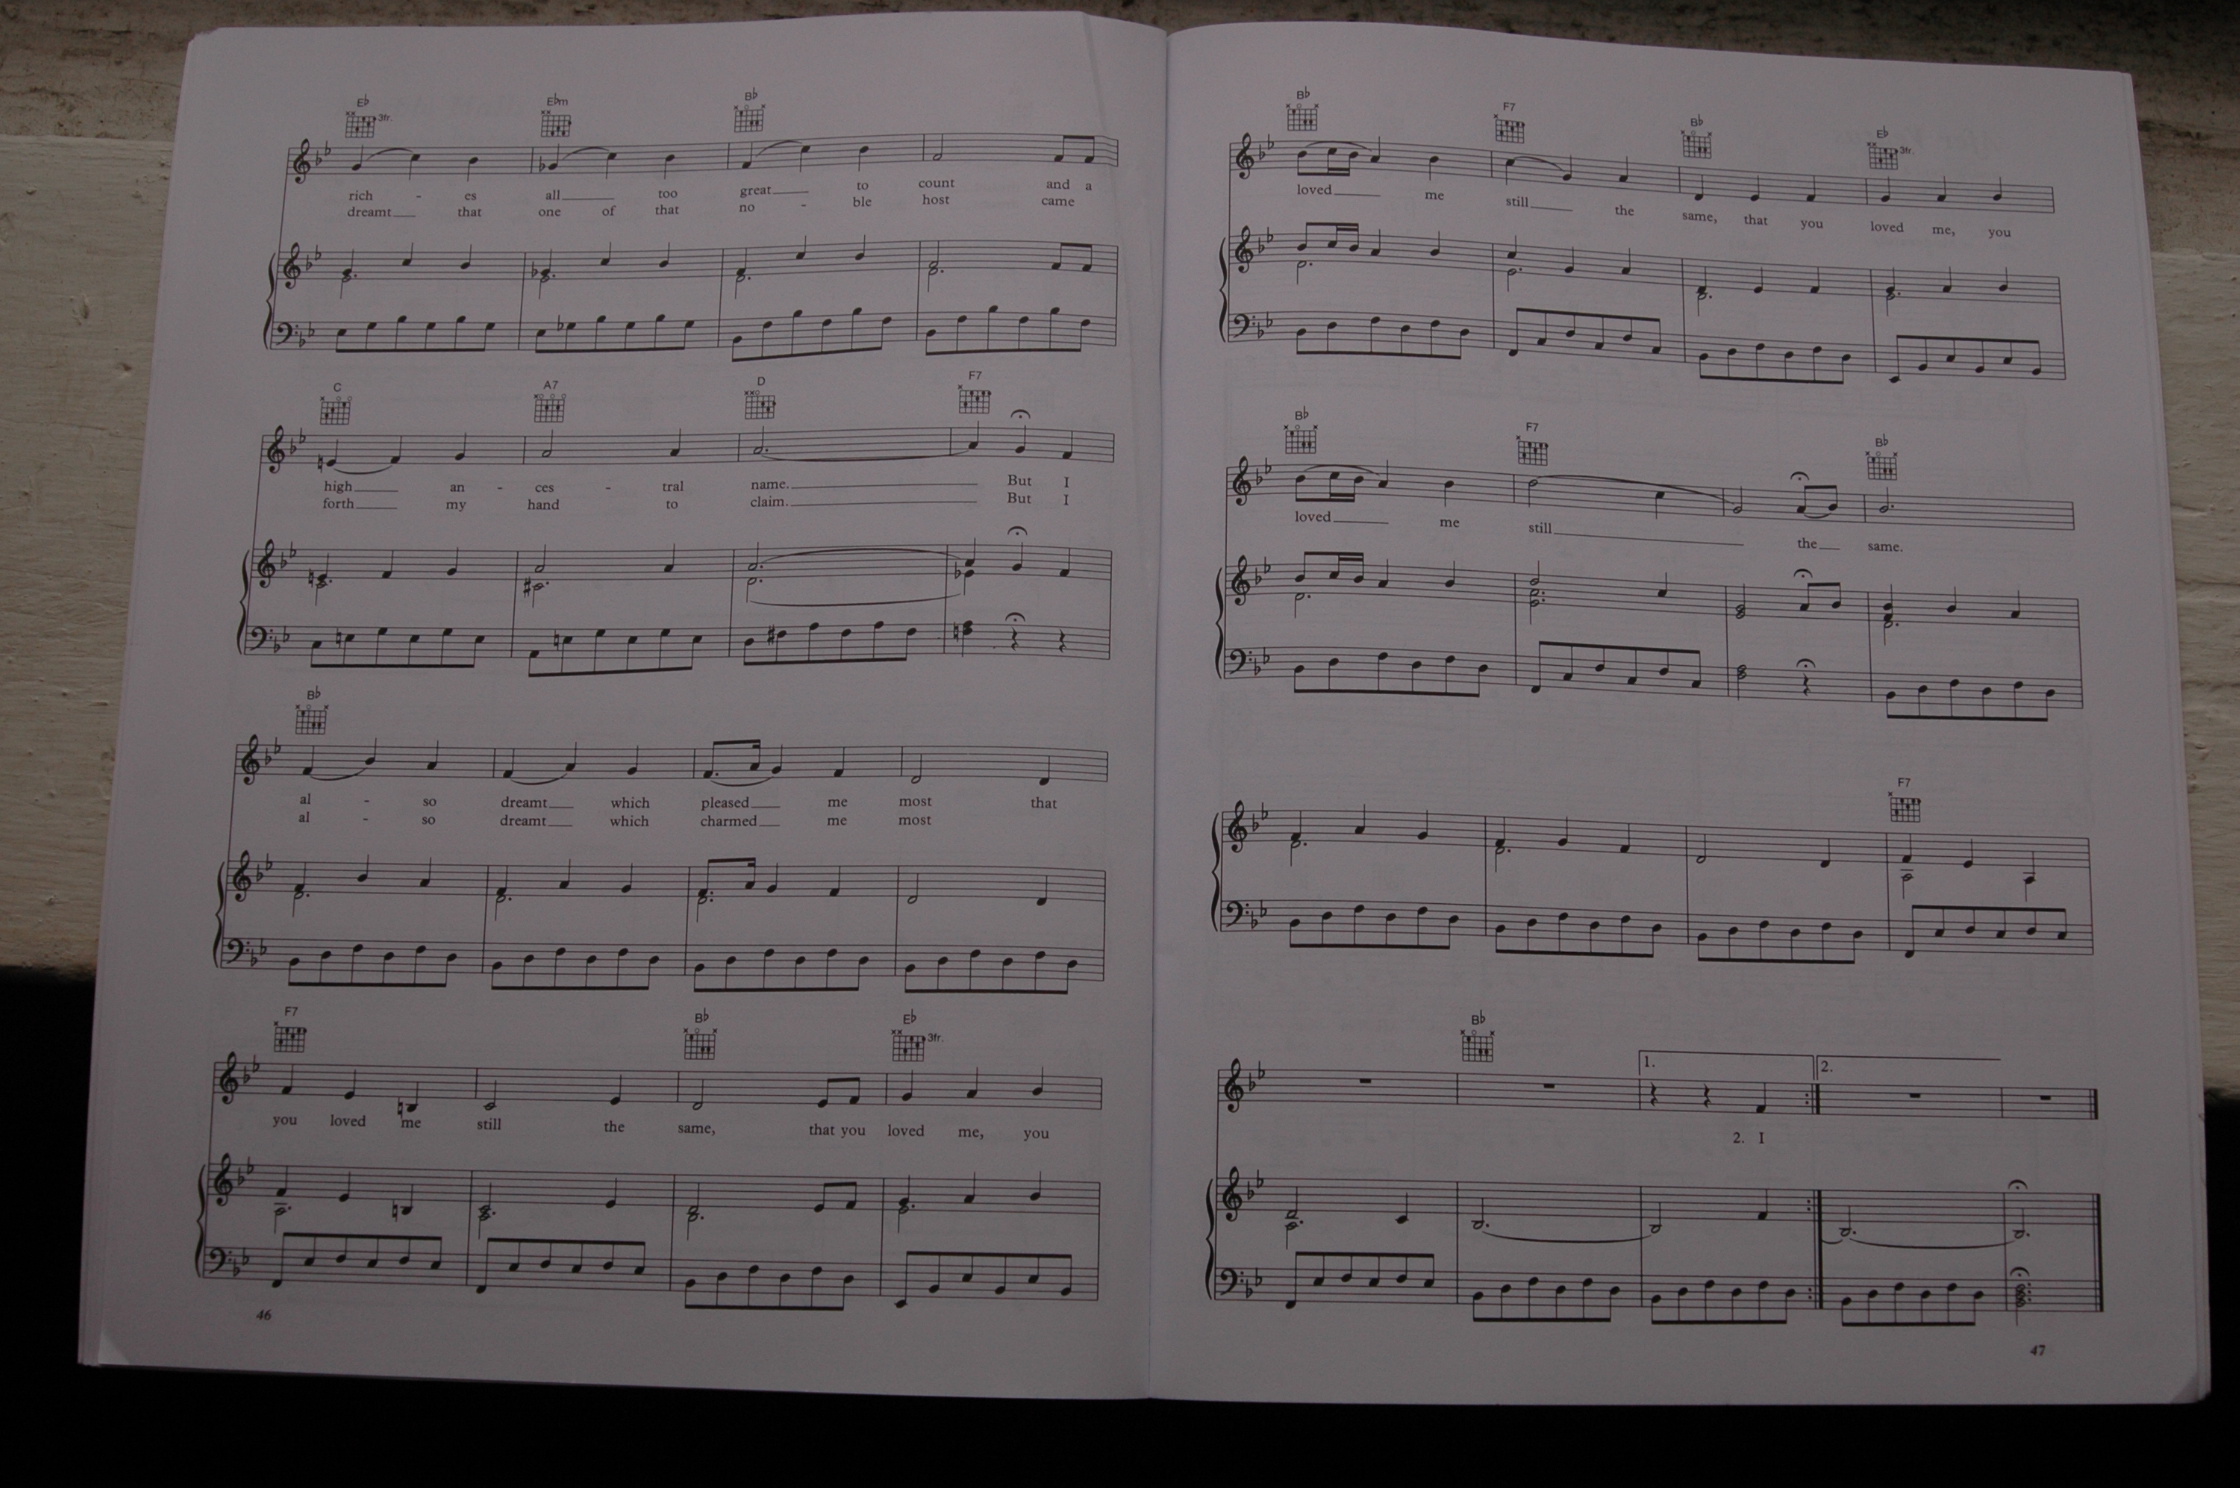 E♭ 3fr. E♭m B♭
rich - es all too great to count and a
dreamt that one of that no - ble host came
C A7 D F7
high an - ces - tral name. But I
forth my hand to claim. But I
B♭
al - so dreamt which pleased me most that
al - so dreamt which charmed me most
F7 B♭ E♭ 3fr.
you loved me still the same, that you loved me, you
46
B♭ F7 B♭ E♭ 3fr.
loved me still the same, that you loved me, you
B♭ F7 B♭
loved me still the same.
F7
B♭
1. 2.
2. I
47